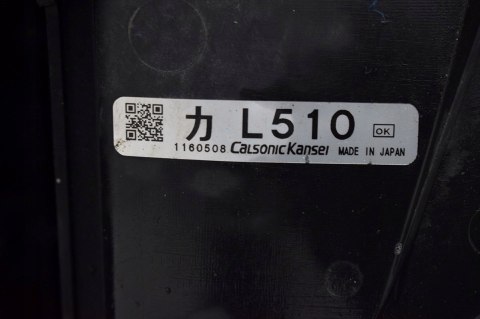 カ L510 OK
1160508 CalsonicKansei MADE IN JAPAN